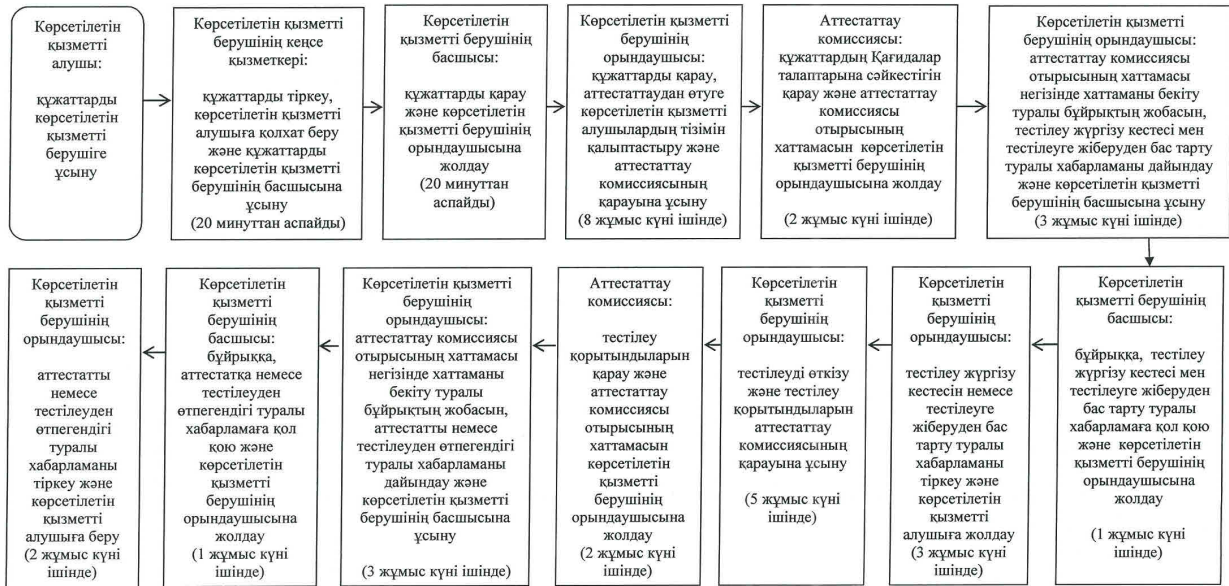 Көрсетілетін
қызметті
алушы:
құжаттарды
көрсетілетін
қызметті
берушіге
ұсыну
Көрсетілетін қызметті
берушінің кеңсе
қызметкері:
құжаттарды тіркеу,
көрсетілетін қызметті
алушыға қолхат беру
және құжаттарды
көрсетілетін қызметті
берушінің басшысына
ұсыну
(20 минуттан аспайды)
Көрсетілетін
қызметті берушінің
басшысы:
құжаттарды қарау
және көрсетілетін
қызметті берушінің
орындаушысына
жолдау
(20 минуттан
аспайды)
Көрсетілетін қызметті
берушінің
орындаушысы:
құжаттарды қарау,
аттестаттаудан өтуге
көрсетілетін қызметті
алушылардың тізімін
қалыптастыру және
аттестаттау
комиссиясының
қарауына ұсыну
(8 жұмыс күні ішінде)
Аттестаттау
комиссиясы:
құжаттардың Қағидалар
талаптарына сәйкестігін
қарау және аттестаттау
комиссиясы
отырысының
хаттамасын көрсетілетін
қызметті берушінің
орындаушысына жолдау
(2 жұмыс күні ішінде)
Көрсетілетін қызметті
берушінің орындаушысы:
аттестаттау комиссиясы
отырысының хаттамасы
негізінде хаттаманы бекіту
туралы бұйрықтың жобасын,
тестілеу жүргізу кестесі мен
тестілеуге жіберуден бас тарту
туралы хабарламаны дайындау
және көрсетілетін қызметті
берушінің басшысына ұсыну
(3 жұмыс күні ішінде)
Көрсетілетін
қызметті берушінің
басшысы:
бұйрыққа, тестілеу
жүргізу кестесі мен
тестілеуге жіберуден
бас тарту туралы
хабарламаға қол қою
және көрсетілетін
қызметті берушінің
орындаушысына
жолдау
(1 жұмыс күні
ішінде)
Көрсетілетін
қызметті
берушінің
орындаушысы:
тестілеу жүргізу
кестесін немесе
тестілеуге
жіберуден бас
тарту туралы
хабарламаны
тіркеу және
көрсетілетін
қызметті
алушыға жолдау
(3 жұмыс күні
ішінде)
Көрсетілетін
қызметті
берушінің
орындаушысы:
тестілеуді өткізу
және тестілеу
қорытындыларын
аттестаттау
комиссиясының
қарауына ұсыну
(5 жұмыс күні
ішінде)
Аттестаттау
комиссиясы:
тестілеу
қорытындыларын
қарау және
аттестаттау
комиссиясы
отырысының
хаттамасын
көрсетілетін
қызметті
берушінің
орындаушысына
жолдау
(2 жұмыс күні
ішінде)
Көрсетілетін қызметті
берушінің
орындаушысы:
аттестаттау комиссиясы
отырысының хаттамасы
негізінде хаттаманы
бекіту туралы
бұйрықтың жобасын,
аттестатты немесе
тестілеуден өтпегендігі
туралы хабарламаны
дайындау және
көрсетілетін қызметті
берушінің басшысына
ұсыну
(3 жұмыс күні ішінде)
Көрсетілетін
қызметті
берушінің
басшысы:
бұйрыққа,
аттестатқа немесе
тестілеуден
өтпегендігі туралы
хабарламаға қол
қою және
көрсетілетін
қызметті
берушінің
орындаушысына
жолдау
(1 жұмыс күні
ішінде)
Көрсетілетін
қызметті
берушінің
орындаушысы:
аттестатты
немесе
тестілеуден
өтпегендігі
туралы
хабарламаны
тіркеу және
көрсетілетін
қызметті
алушыға беру
(2 жұмыс күні
ішінде)